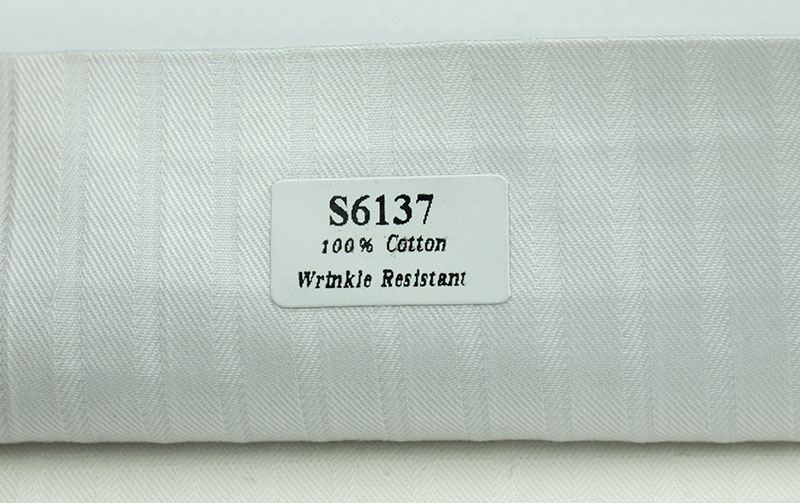 S6137
100% Cotton
Wrinkle Resistant